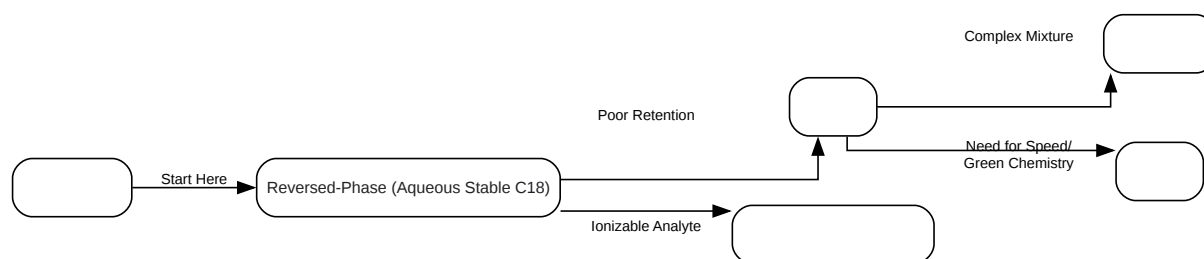 Complex Mixture
Poor Retention
Need for Speed/
Green Chemistry
Start Here
Reversed-Phase (Aqueous Stable C18)
Ionizable Analyte